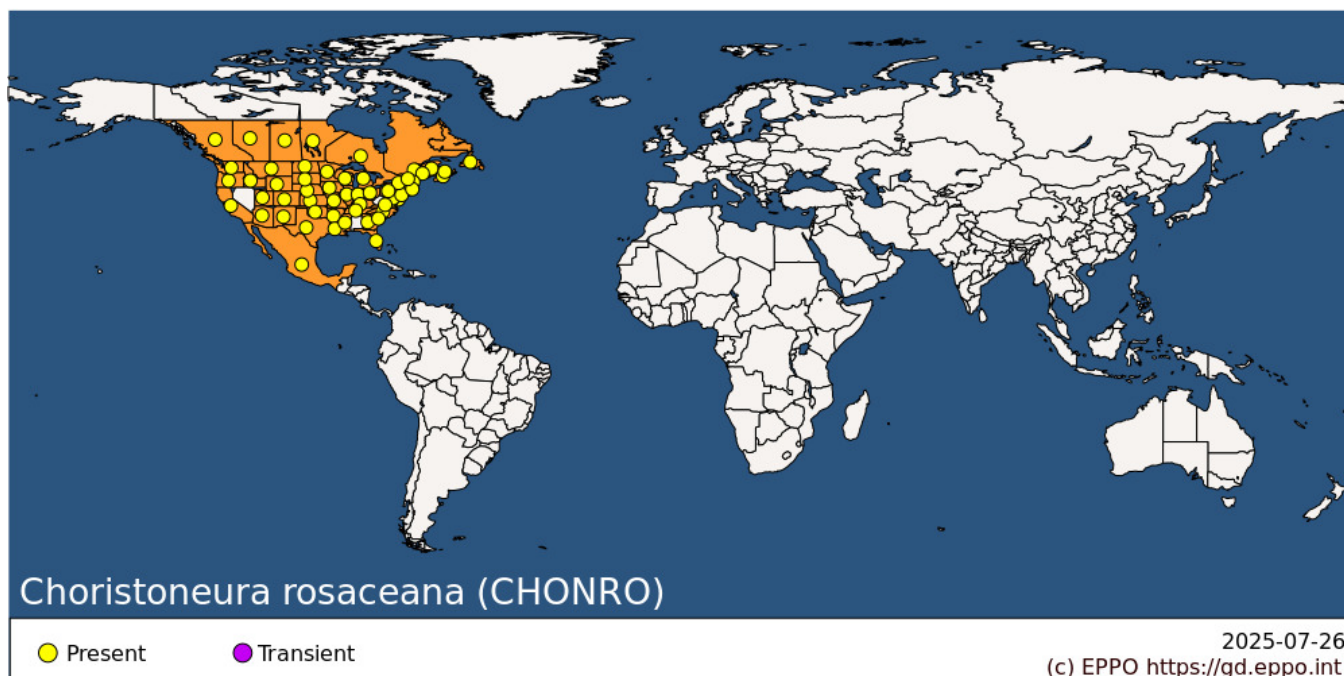 Choristoneura rosaceana (CHONRO)
Present
Transient
2025-07-26
(c) EPPO https://gd.eppo.int